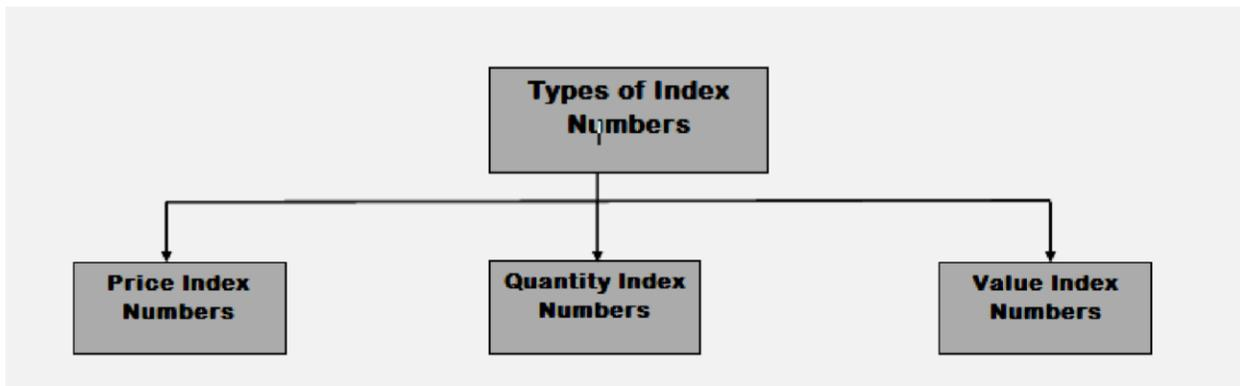 Types of Index
Numbers
Price Index
Numbers
Quantity Index
Numbers
Value Index
Numbers